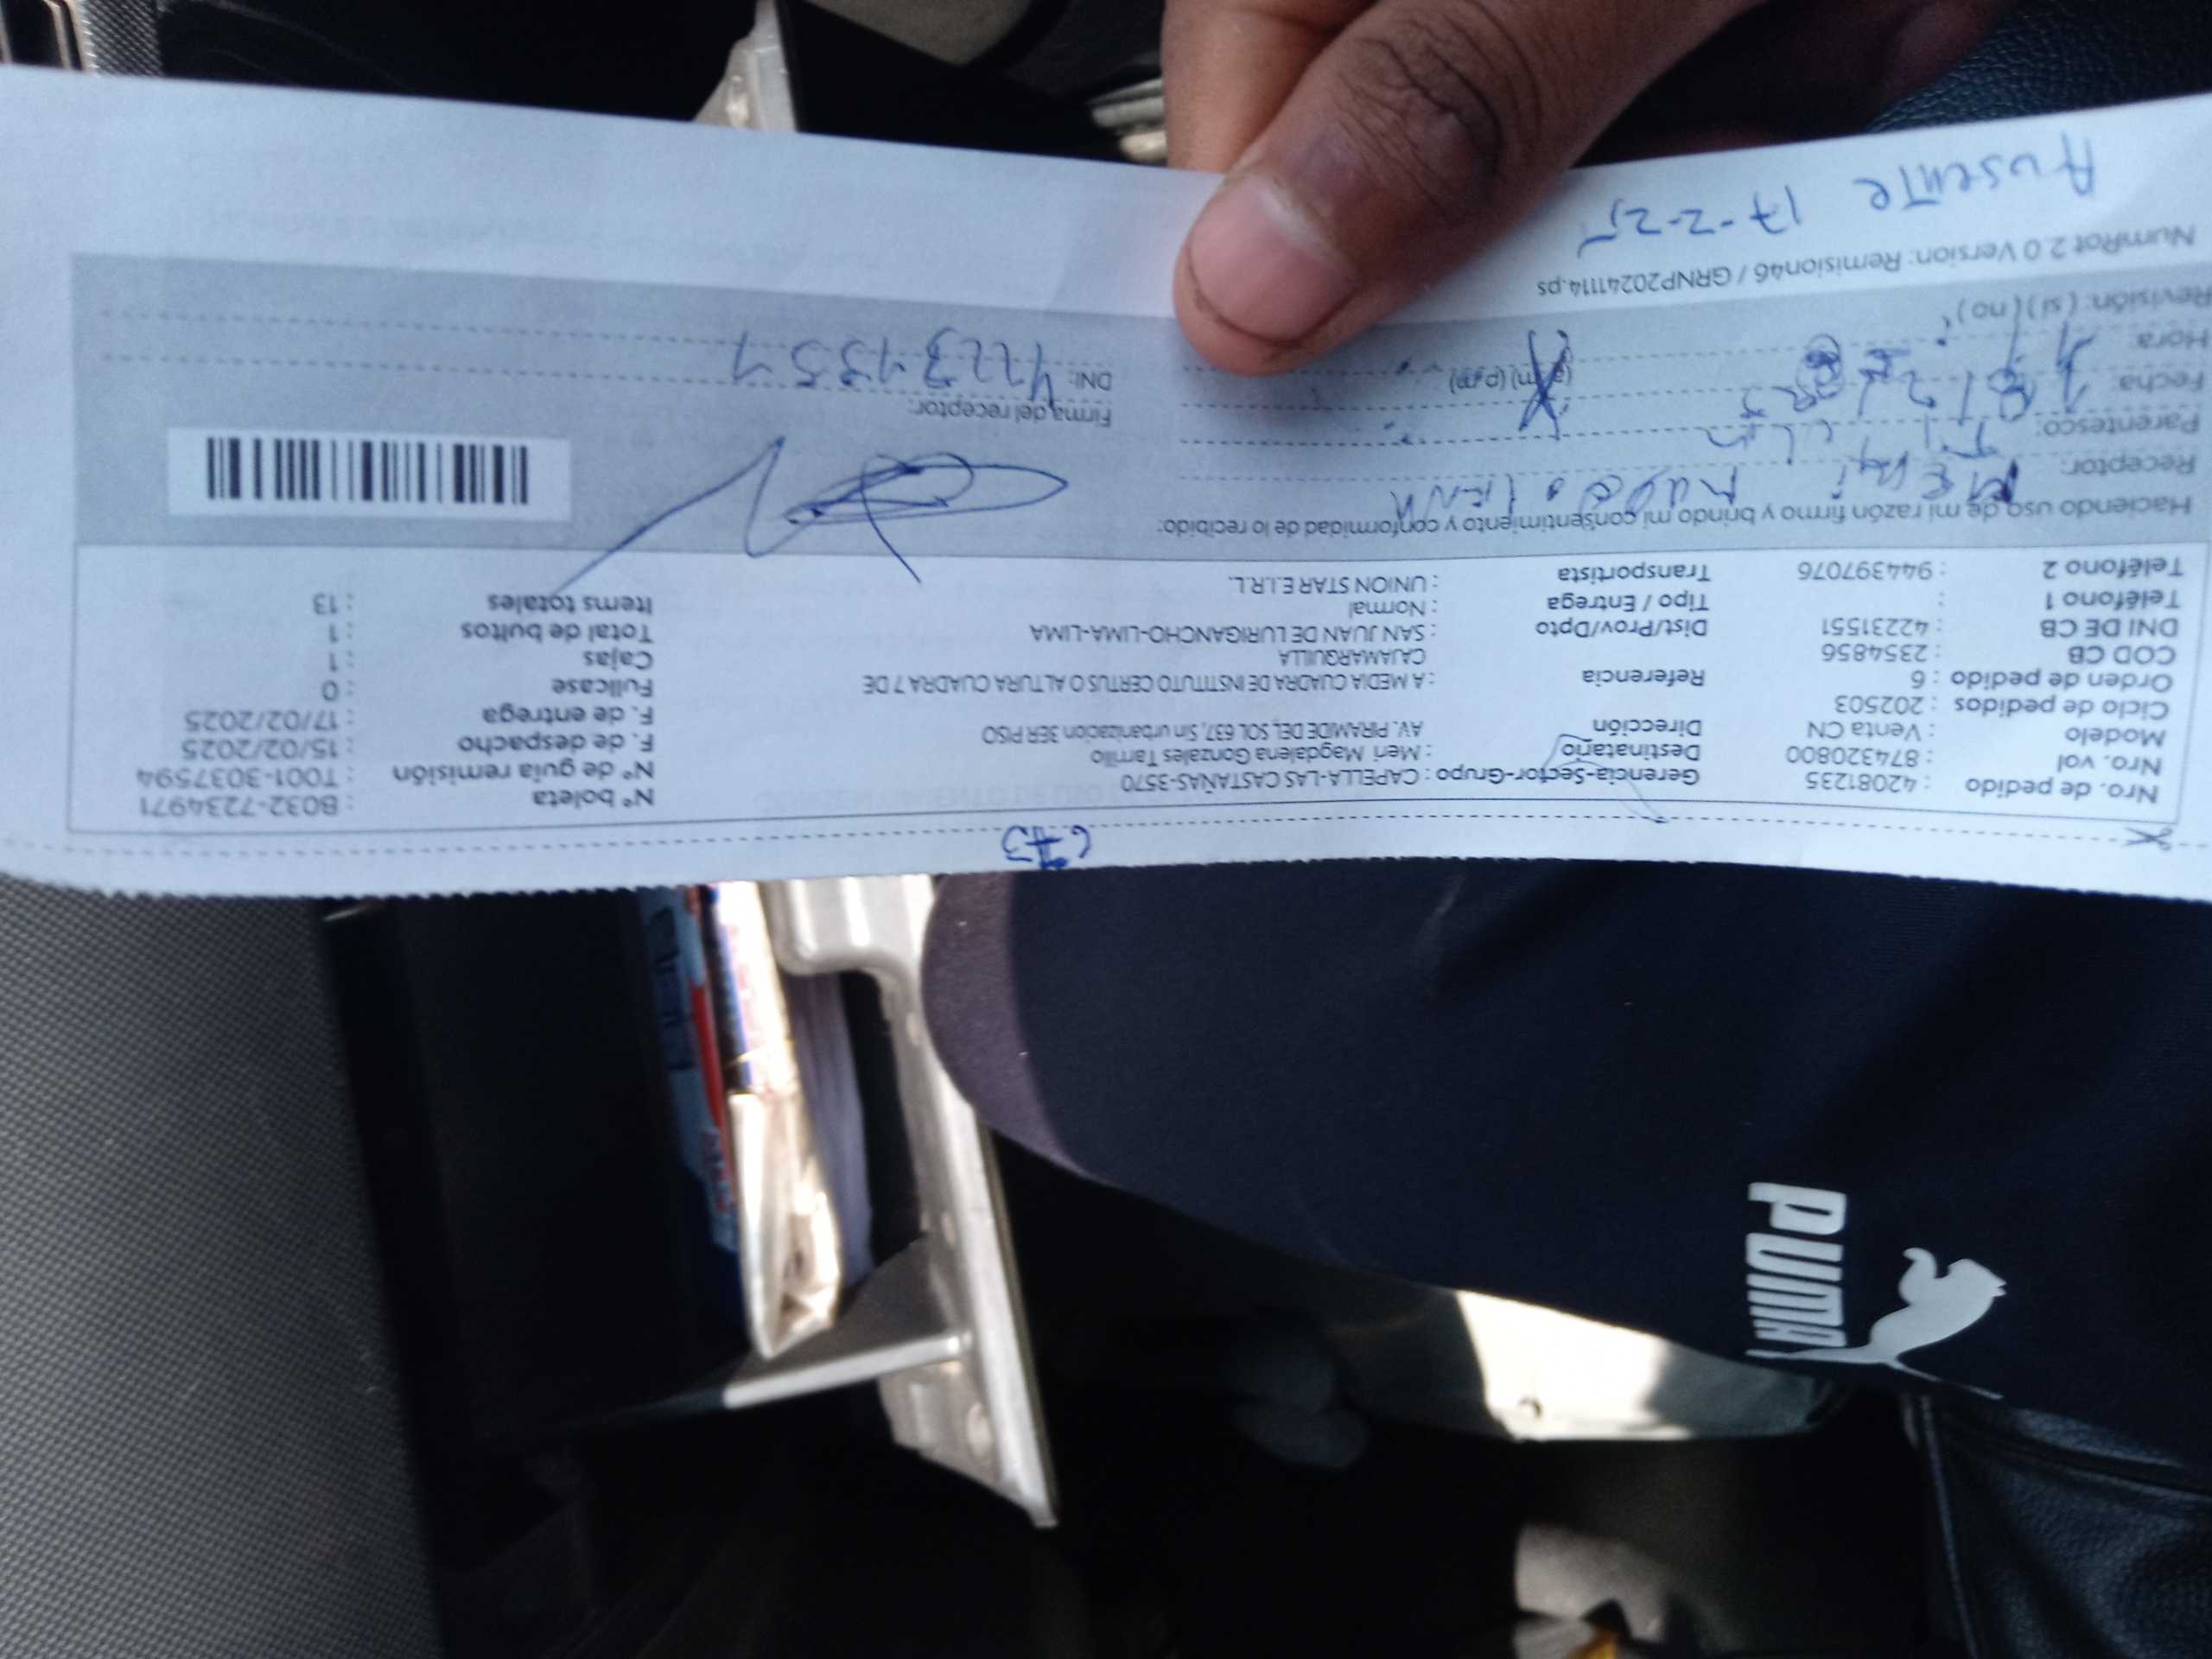 673
Nro. de pedido : 42081235
Nro. vol : 874320800
Modelo : Venta CN
Ciclo de pedidos : 202503
Orden de pedido : 6
COD CB : 2354856
DNI DE CB : 42231551
Teléfono 1 :
Teléfono 2 : 944397076
Gerencia-Sector-Grupo : CAPELLA-LAS CASTAÑAS-3570
Destinatario : Meri Magdalena Gonzales Tarrillo
Dirección AV. PIRAMIDE DEL SOL 637, Sin urbanizacion 3ER PISO
Referencia : A MEDIA CUADRA DE INSTITUTO CERTUS O ALTURA CUADRA 7 DE
CAJAMARQUILLA
Dist/Prov/Dpto : SAN JUAN DE LURIGANCHO-LIMA-LIMA
Tipo / Entrega : Normal
Transportista : UNION STAR E.I.R.L.
N° boleta : B032-7234971
N° de guía remisión : T001-3037594
F. de despacho : 15/02/2025
F. de entrega : 17/02/2025
Fullcase : 0
Cajas : 1
Total de bultos : 1
Items totales : 13
Haciendo uso de mi razón firmo y brindo mi consentimiento y conformidad de lo recibido:
Receptor:
Parentesco:
Fecha:
Hora: (a.m) (p.m)
Revisión: (si) (no)
Firma del receptor:
DNI: 42231551
NumRot 2.0 Version: Remision46 / GRNP20241114.ps
Ausente 17-2-25
PUMA